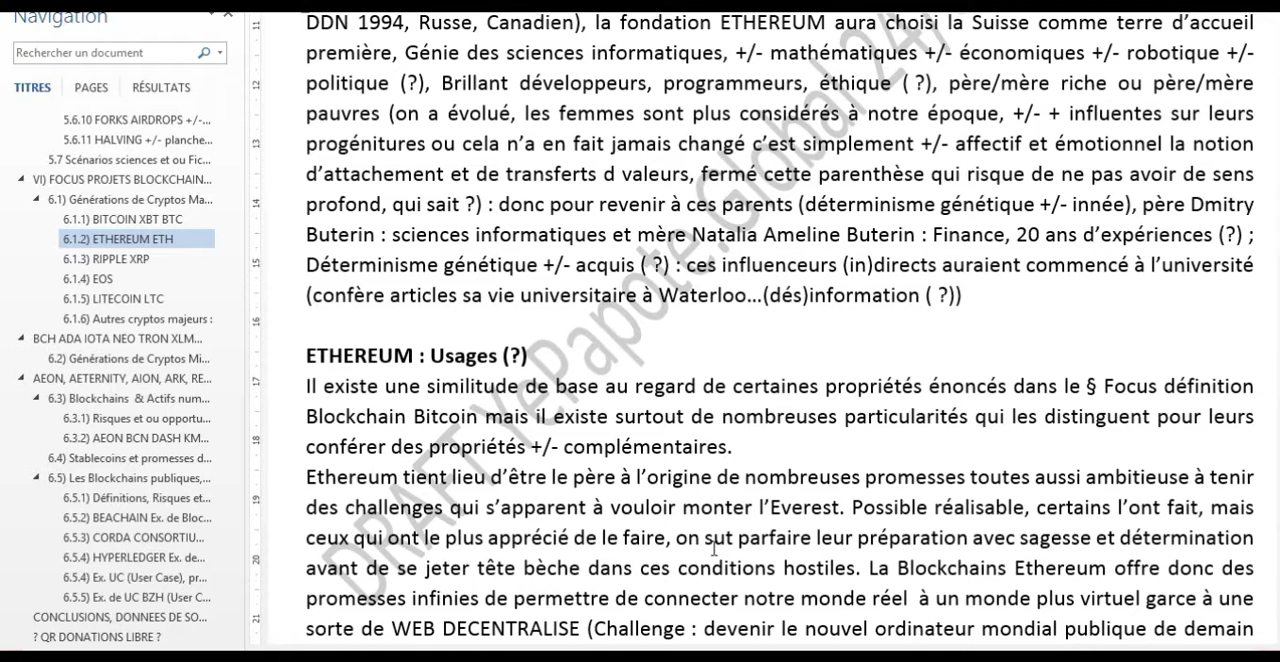 Navigation
Rechercher un document
TITRES PAGES RÉSULTATS
5.6.10 FORKS AIRDROPS +/-...
5.6.11 HALVING +/- planche...
5.7 Scénarios sciences et ou Fic...
VI) FOCUS PROJETS BLOCKCHAIN...
6.1) Générations de Cryptos Ma...
6.1.1) BITCOIN XBT BTC
6.1.2) ETHEREUM ETH
6.1.3) RIPPLE XRP
6.1.4) EOS
6.1.5) LITECOIN LTC
6.1.6) Autres cryptos majeurs :
BCH ADA IOTA NEO TRON XLM...
6.2) Générations de Cryptos Mi...
AEON, AETERNITY, AION, ARK, RE...
6.3) Blockchains & Actifs num...
6.3.1) Risques et ou opportu...
6.3.2) AEON BCN DASH KM...
6.4) Stablecoins et promesses d...
6.5) Les Blockchains publiques,...
6.5.1) Définitions, Risques et...
6.5.2) BEACHAIN Ex. de Bloc...
6.5.3) CORDA CONSORTIU...
6.5.4) HYPERLEDGER Ex. de...
6.5.4) Ex. UC (User Case), pr...
6.5.5) Ex. de UC BZH (User C...
CONCLUSIONS, DONNEES DE SO...
? QR DONATIONS LIBRE ?
11
12
13
14
15
16
17
18
19
20
21
DDN 1994, Russe, Canadien), la fondation ETHEREUM aura choisi la Suisse comme terre d'accueil
première, Génie des sciences informatiques, +/- mathématiques +/- économiques +/- robotique +/-
politique (?), Brillant développeurs, programmeurs, éthique ( ?), père/mère riche ou père/mère
pauvres (on a évolué, les femmes sont plus considérés à notre époque, +/- + influentes sur leurs
progénitures ou cela n'a en fait jamais changé c'est simplement +/- affectif et émotionnel la notion
d'attachement et de transferts d valeurs, fermé cette parenthèse qui risque de ne pas avoir de sens
profond, qui sait ?) : donc pour revenir à ces parents (déterminisme génétique +/- innée), père Dmitry
Buterin : sciences informatiques et mère Natalia Ameline Buterin : Finance, 20 ans d'expériences (?) ;
Déterminisme génétique +/- acquis ( ?) : ces influenceurs (in)directs auraient commencé à l'université
(confère articles sa vie universitaire à Waterloo...(dés)information ( ?))
ETHEREUM : Usages (?)
Il existe une similitude de base au regard de certaines propriétés énoncés dans le § Focus définition
Blockchain Bitcoin mais il existe surtout de nombreuses particularités qui les distinguent pour leurs
conférer des propriétés +/- complémentaires.
Ethereum tient lieu d'être le père à l'origine de nombreuses promesses toutes aussi ambitieuse à tenir
des challenges qui s'apparent à vouloir monter l'Everest. Possible réalisable, certains l'ont fait, mais
ceux qui ont le plus apprécié de le faire, on sut parfaire leur préparation avec sagesse et détermination
avant de se jeter tête bèche dans ces conditions hostiles. La Blockchains Ethereum offre donc des
promesses infinies de permettre de connecter notre monde réel à un monde plus virtuel garce à une
sorte de WEB DECENTRALISE (Challenge : devenir le nouvel ordinateur mondial publique de demain
DRAFT YePapote.Global 24/